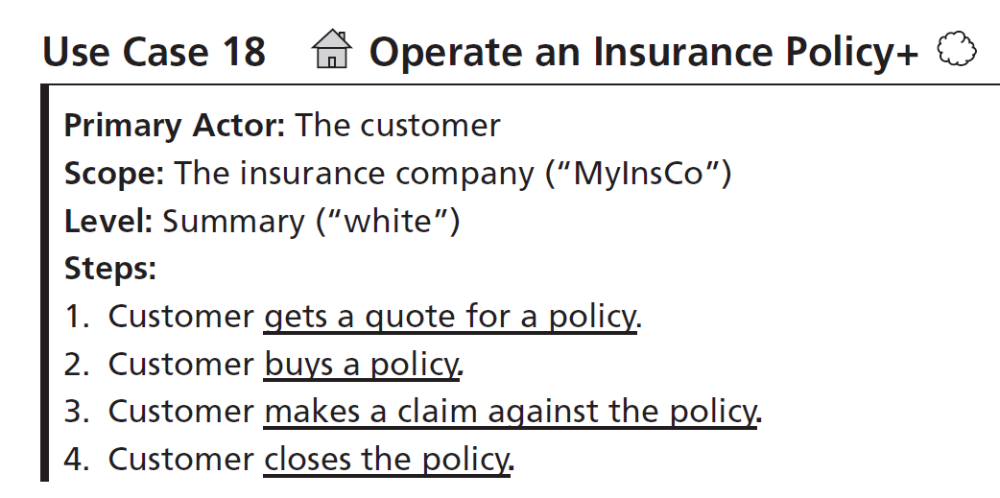 Use Case 18 Operate an Insurance Policy+
Primary Actor: The customer
Scope: The insurance company (“MyInsCo”)
Level: Summary (“white”)
Steps:
1. Customer gets a quote for a policy.
2. Customer buys a policy.
3. Customer makes a claim against the policy.
4. Customer closes the policy.